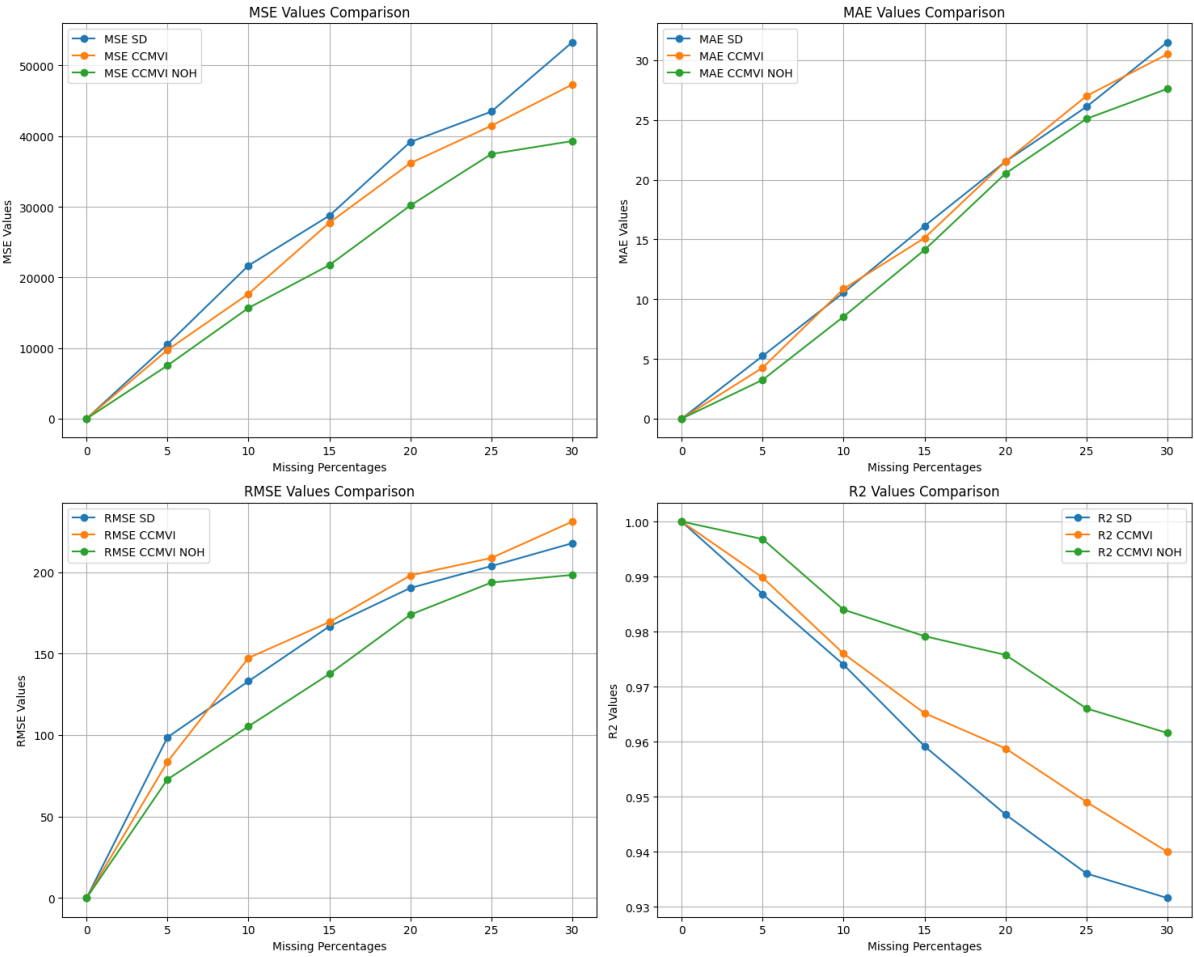 MSE Values Comparison
MSE SD
MSE CCMVI
MSE CCMVI NOH
50000
40000
30000
20000
10000
0
MSE Values
0 5 10 15 20 25 30
Missing Percentages
MAE Values Comparison
MAE SD
MAE CCMVI
MAE CCMVI NOH
30
25
20
15
10
5
0
MAE Values
0 5 10 15 20 25 30
Missing Percentages
RMSE Values Comparison
RMSE SD
RMSE CCMVI
RMSE CCMVI NOH
200
150
100
50
0
RMSE Values
0 5 10 15 20 25 30
Missing Percentages
R2 Values Comparison
R2 SD
R2 CCMVI
R2 CCMVI NOH
1.00
0.99
0.98
0.97
0.96
0.95
0.94
0.93
R2 Values
0 5 10 15 20 25 30
Missing Percentages